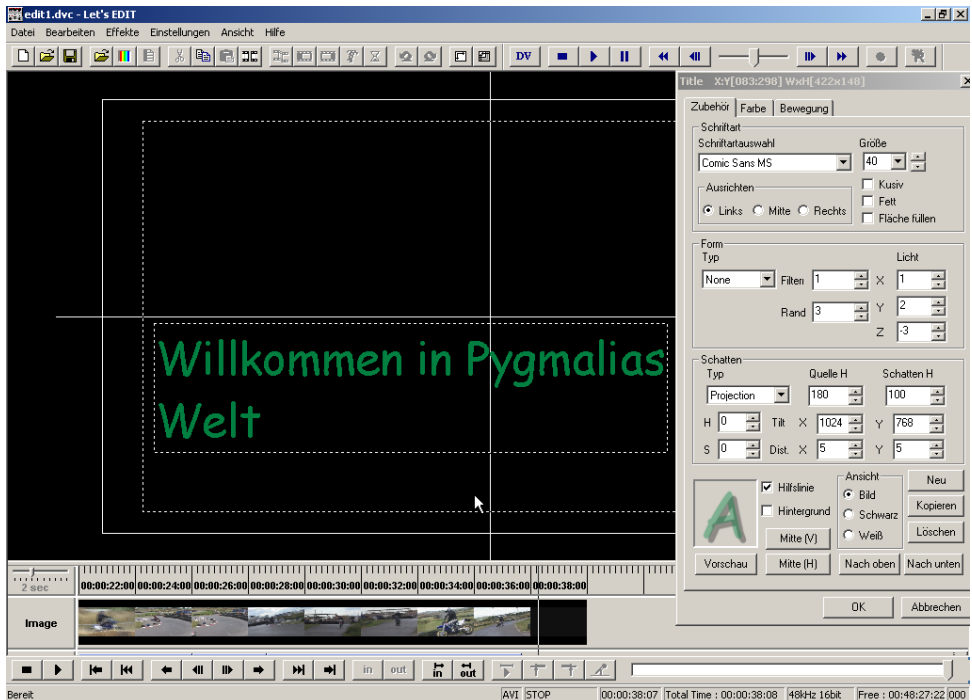 edit1.dvc - Let's EDIT
Datei Bearbeiten Effekte Einstellungen Ansicht Hilfe
DV
Title X:Y[083:298] WxH[422x148]
Zubehör Farbe Bewegung
Schriftart
Schriftartauswahl Größe
Comic Sans MS 40
Ausrichten
Links Mitte Rechts
Kusiv
Fett
Fläche füllen
Form
Typ Licht
None Filten 1 X 1
Rand 3 Y 2
Z -3
Schatten
Typ Quelle H Schatten H
Projection 180 100
H 0 Tilt X 1024 Y 768
S 0 Dist. X 5 Y 5
A
Hilfslinie
Hintergrund
Mitte (V)
Ansicht
Bild
Schwarz
Weiß
Neu
Kopieren
Löschen
Vorschau Mitte (H) Nach oben Nach unten
OK Abbrechen
Willkommen in Pygmalias
Welt
2 sec
00:00:22:00 00:00:24:00 00:00:26:00 00:00:28:00 00:00:30:00 00:00:32:00 00:00:34:00 00:00:36:00 00:00:38:00
Image
in out in out
Bereit AVI STOP 00:00:38:07 Total Time : 00:00:38:08 48kHz 16bit Free : 00:48:27:22 000